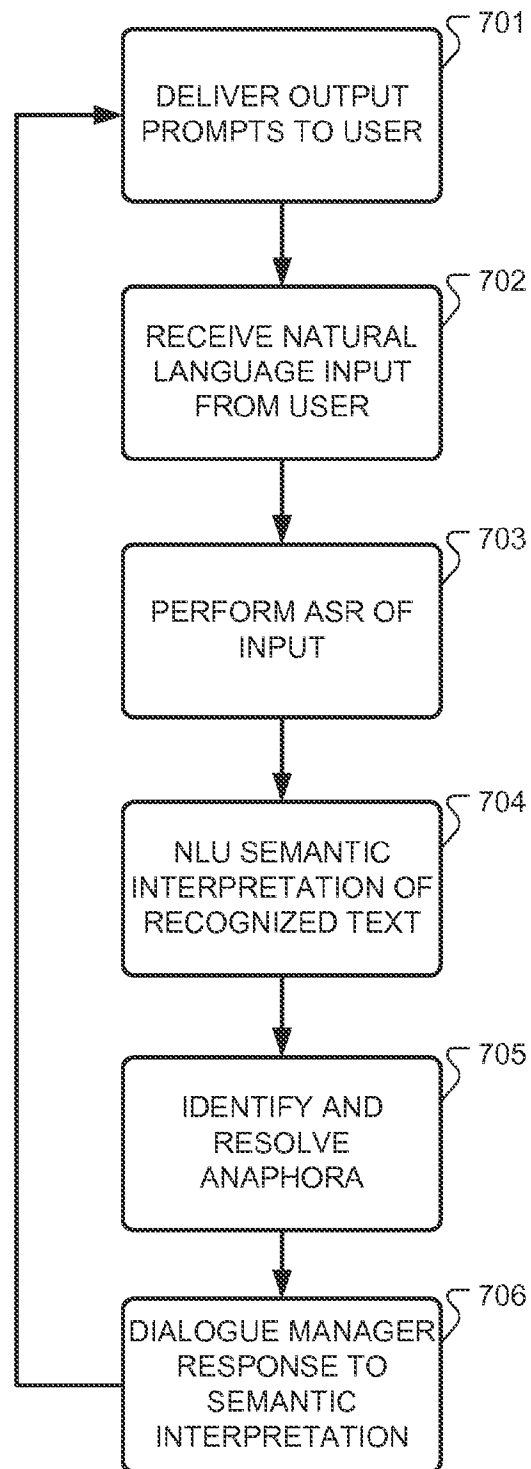 701
DELIVER OUTPUT
PROMPTS TO USER
702
RECEIVE NATURAL
LANGUAGE INPUT
FROM USER
703
PERFORM ASR OF
INPUT
704
NLU SEMANTIC
INTERPRETATION OF
RECOGNIZED TEXT
705
IDENTIFY AND
RESOLVE
ANAPHORA
706
DIALOGUE MANAGER
RESPONSE TO
SEMANTIC
INTERPRETATION